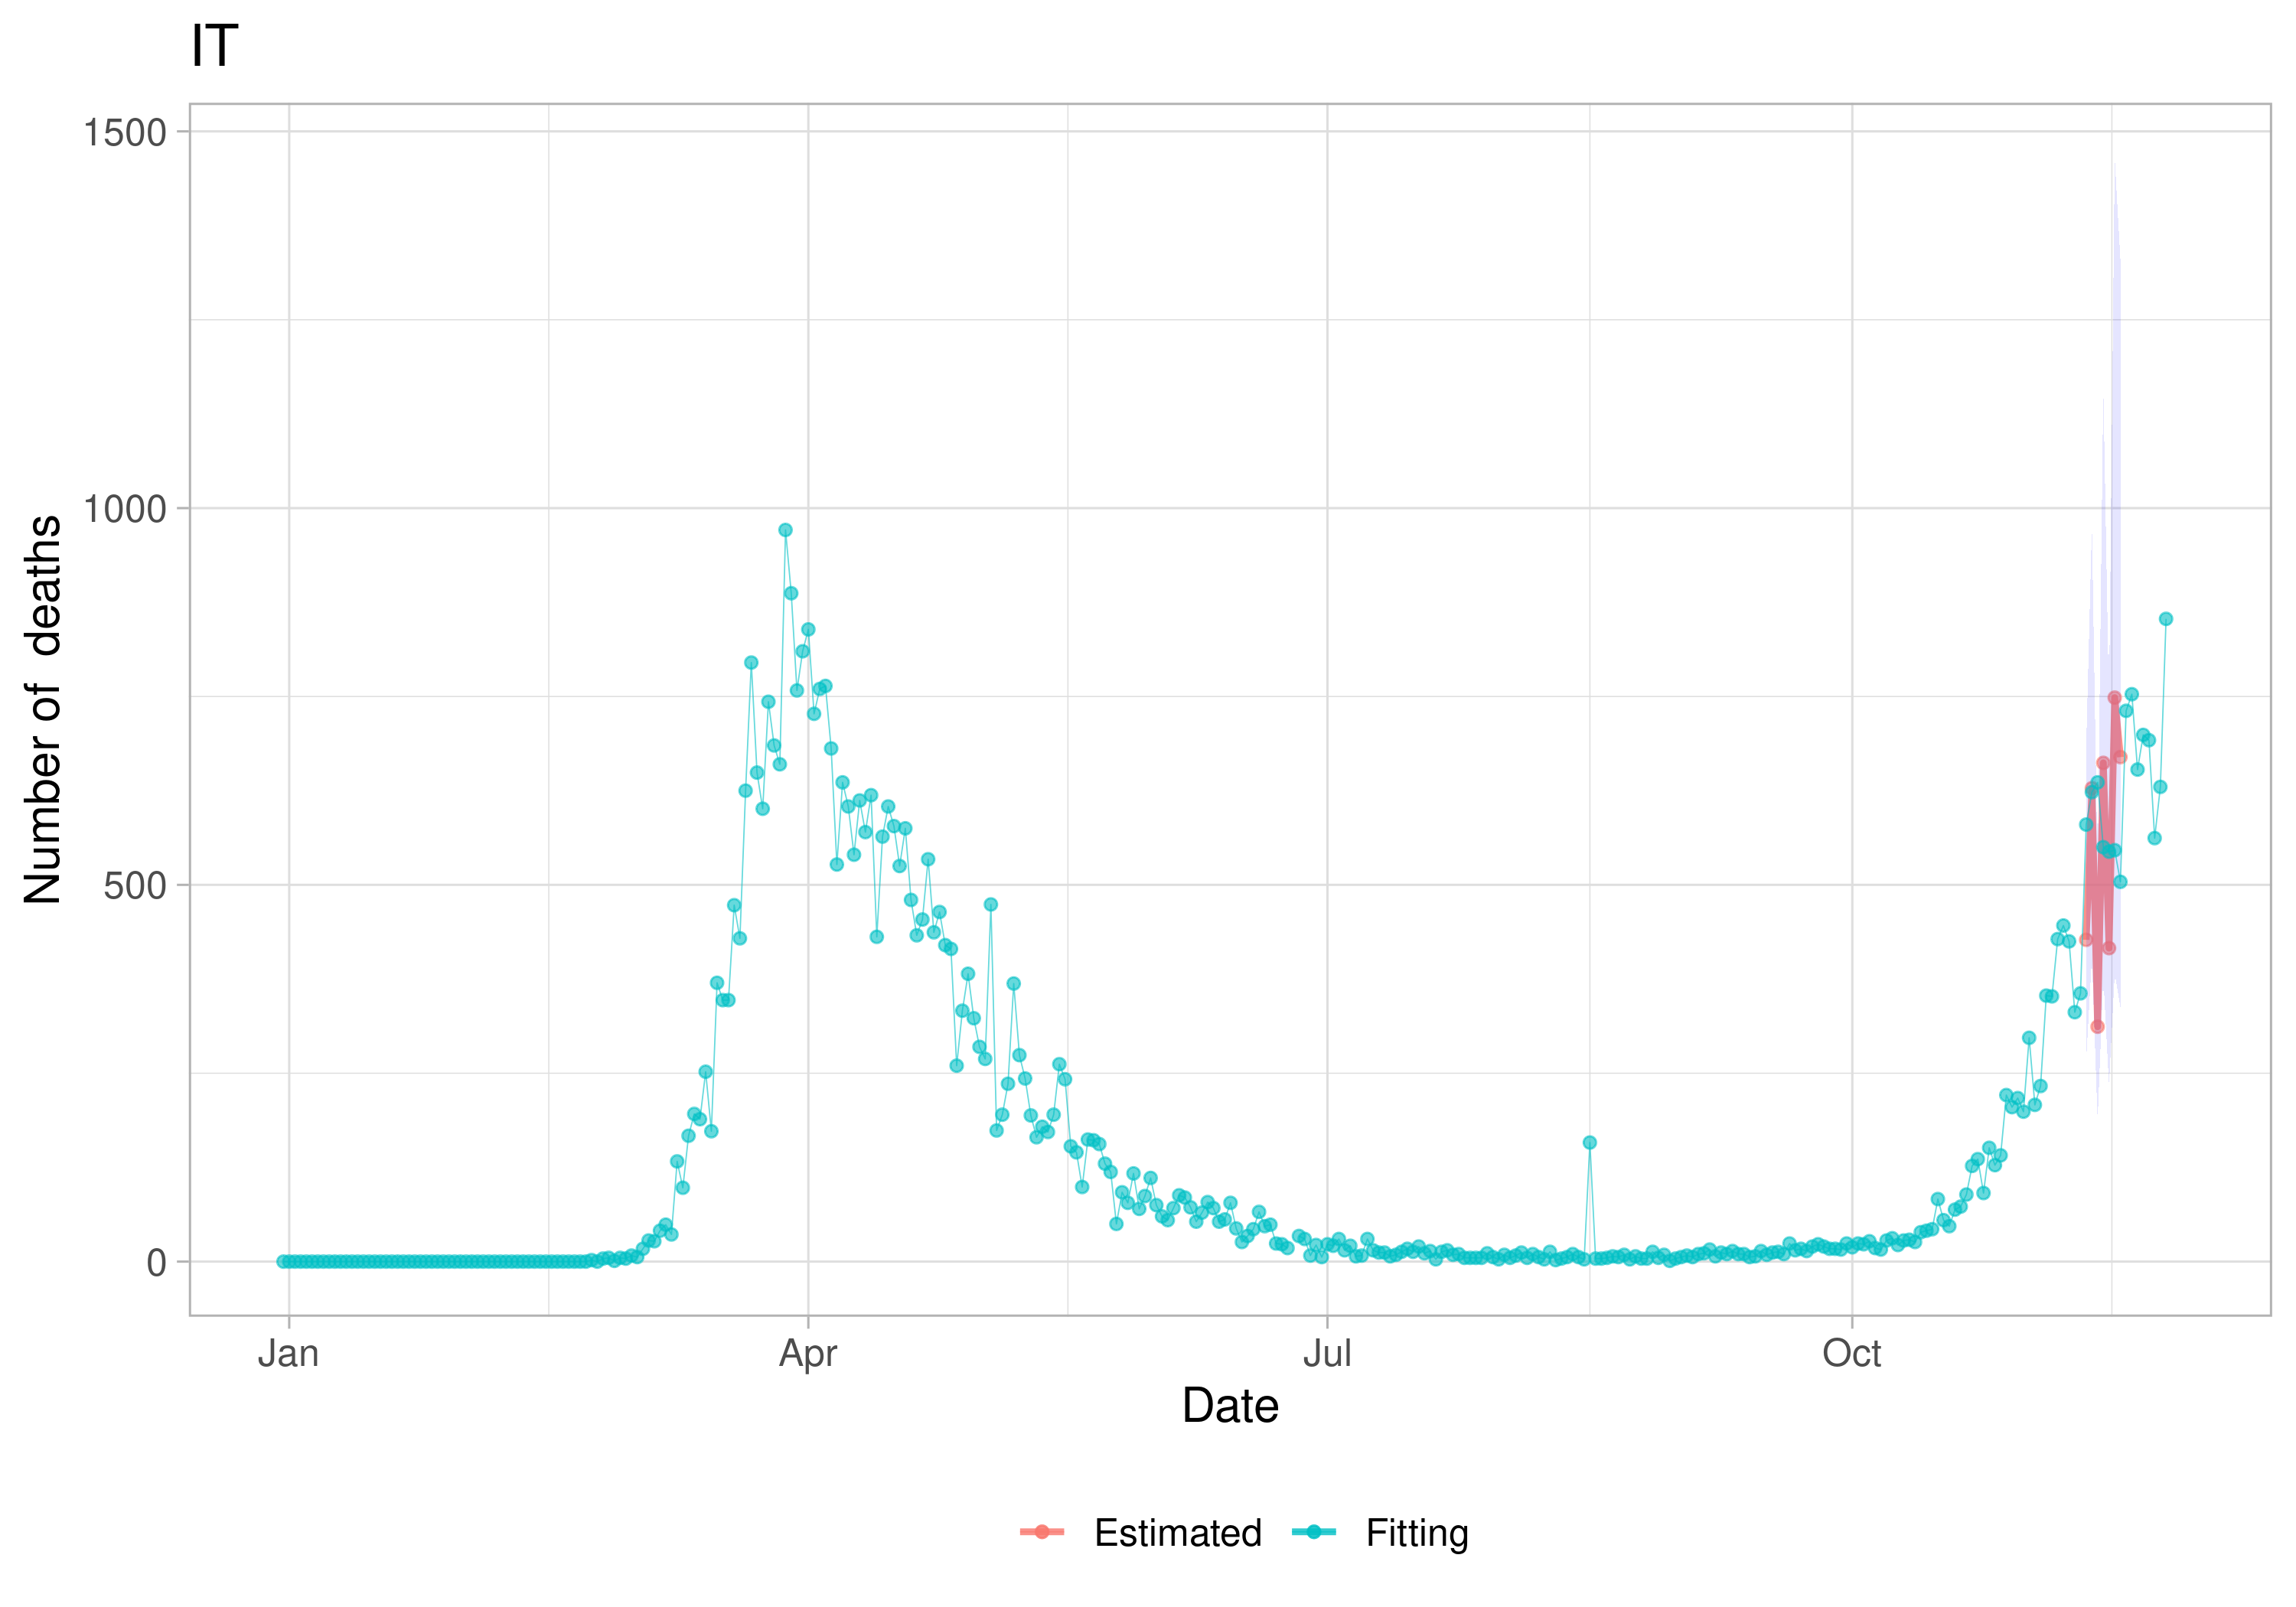 IT
1500
1000
500
0
Number of  deaths
Jan Apr Jul Oct
Date
Estimated Fitting